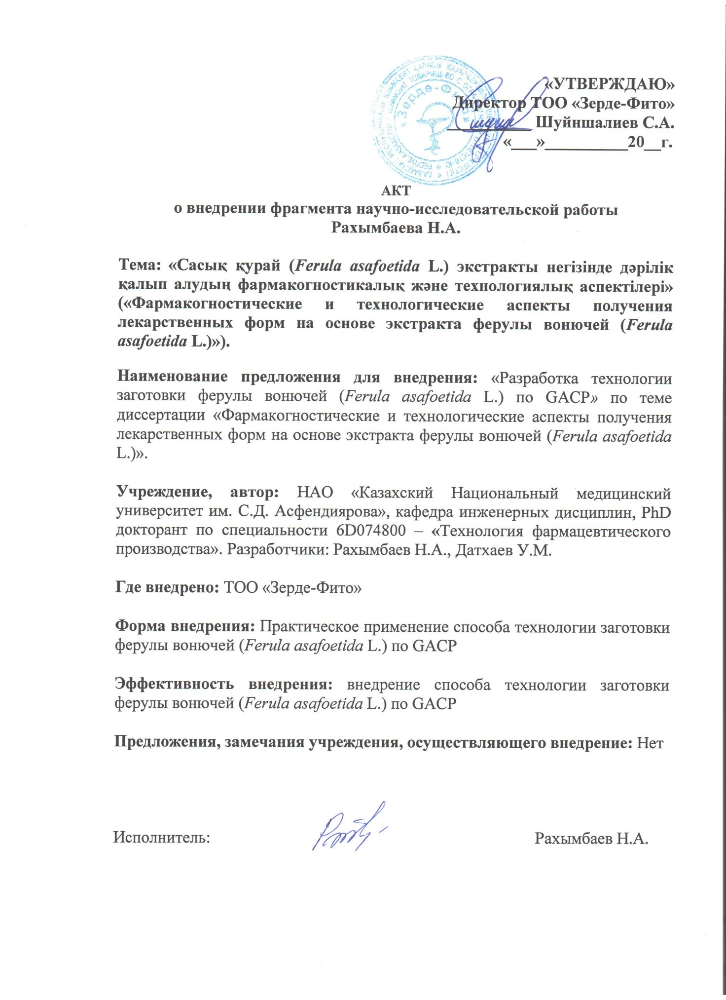 «УТВЕРЖДАЮ»
Директор ТОО «Зерде-Фито»
__________ Шуйншалиев С.А.
«___»__________20__г.
«Зерде-Фито»
АКТ
о внедрении фрагмента научно-исследовательской работы
Рахымбаева Н.А.
Тема: «Сасық құрай (Ferula asafoetida L.) экстракты негізінде дәрілік
қалып алудың фармакогностикалық және технологиялық аспектілері»
(«Фармакогностические и технологические аспекты получения
лекарственных форм на основе экстракта ферулы вонючей (Ferula
asafoetida L.)»).
Наименование предложения для внедрения: «Разработка технологии
заготовки ферулы вонючей (Ferula asafoetida L.) по GACP» по теме
диссертации «Фармакогностические и технологические аспекты получения
лекарственных форм на основе экстракта ферулы вонючей (Ferula asafoetida
L.)».
Учреждение, автор: НАО «Казахский Национальный медицинский
университет им. С.Д. Асфендиярова», кафедра инженерных дисциплин, PhD
докторант по специальности 6D074800 – «Технология фармацевтического
производства». Разработчики: Рахымбаев Н.А., Датхаев У.М.
Где внедрено: ТОО «Зерде-Фито»
Форма внедрения: Практическое применение способа технологии заготовки
ферулы вонючей (Ferula asafoetida L.) по GACP
Эффективность внедрения: внедрение способа технологии заготовки
ферулы вонючей (Ferula asafoetida L.) по GACP
Предложения, замечания учреждения, осуществляющего внедрение: Нет
Исполнитель: Рахымбаев Н.А.